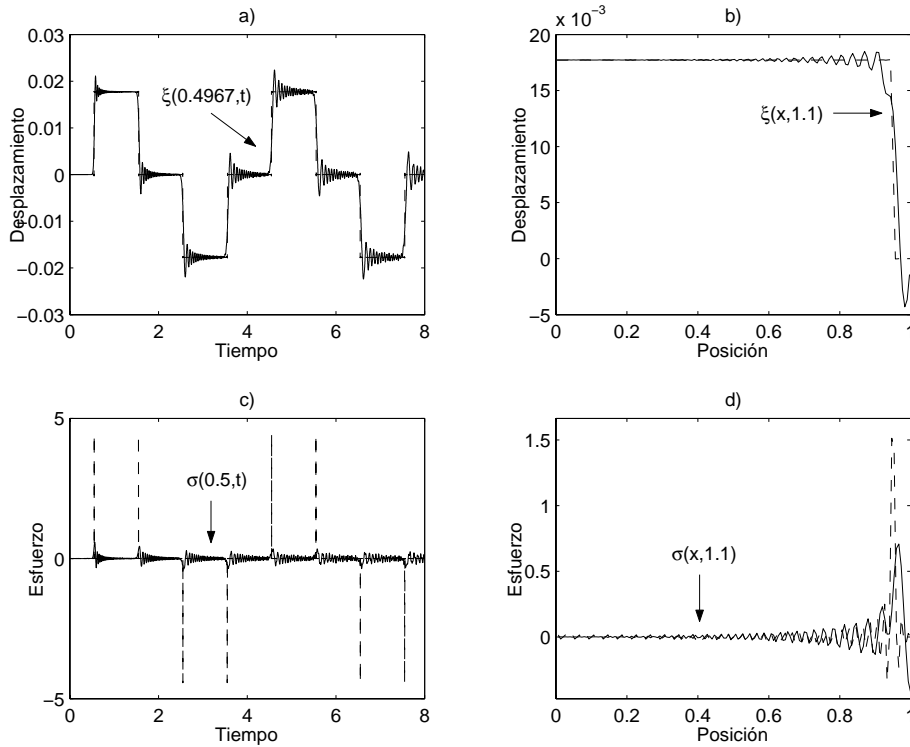 a)
0.03
0.02
0.01
0
−0.01
−0.02
−0.03
0 2 4 6 8
Desplazamiento
Tiempo
ξ(0.4967,t)
b)
x 10⁻³
20
15
10
5
0
−5
0 0.2 0.4 0.6 0.8 1
Desplazamiento
Posición
ξ(x,1.1)
c)
5
0
−5
0 2 4 6 8
Esfuerzo
Tiempo
σ(0.5,t)
d)
1.5
1
0.5
0
0 0.2 0.4 0.6 0.8 1
Esfuerzo
Posición
σ(x,1.1)